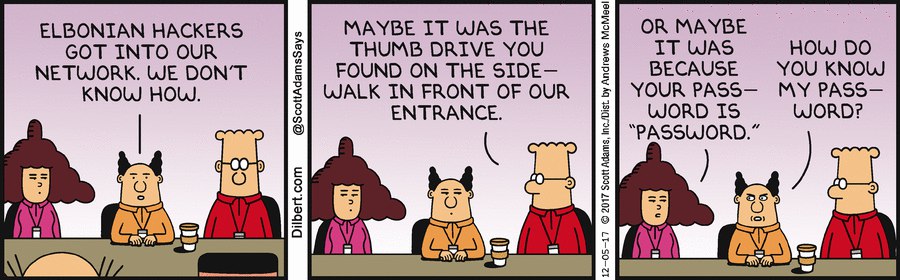 ELBONIAN HACKERS
GOT INTO OUR
NETWORK. WE DON'T
KNOW HOW.
Dilbert.com @ScottAdamsSays
MAYBE IT WAS THE
THUMB DRIVE YOU
FOUND ON THE SIDE-
WALK IN FRONT OF OUR
ENTRANCE.
12-05-17 © 2017 Scott Adams, Inc./Dist. by Andrews McMeel
OR MAYBE
IT WAS
BECAUSE
YOUR PASS-
WORD IS
"PASSWORD."
HOW DO
YOU KNOW
MY PASS-
WORD?